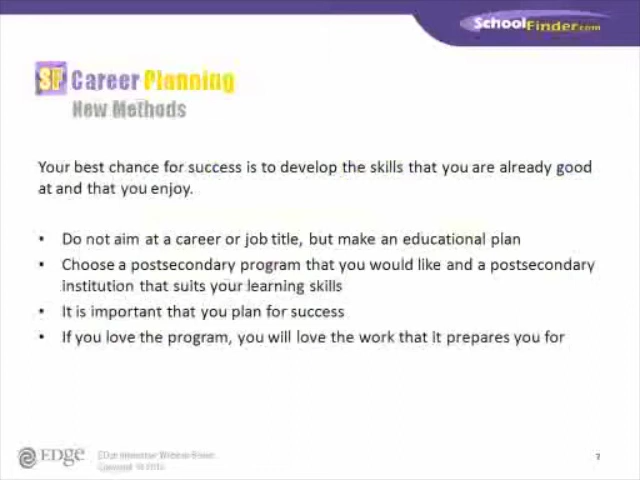 SchoolFinder.com
SF Career Planning
New Methods
Your best chance for success is to develop the skills that you are already good
at and that you enjoy.
• Do not aim at a career or job title, but make an educational plan
• Choose a postsecondary program that you would like and a postsecondary
institution that suits your learning skills
• It is important that you plan for success
• If you love the program, you will love the work that it prepares you for
EDge
Webinar Series
Copyright